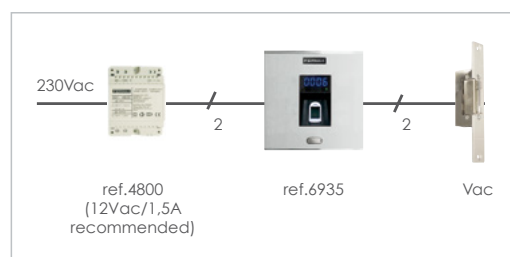 230Vac
0006
2
2
ref.4800
(12Vac/1,5A
recommended)
ref.6935
Vac